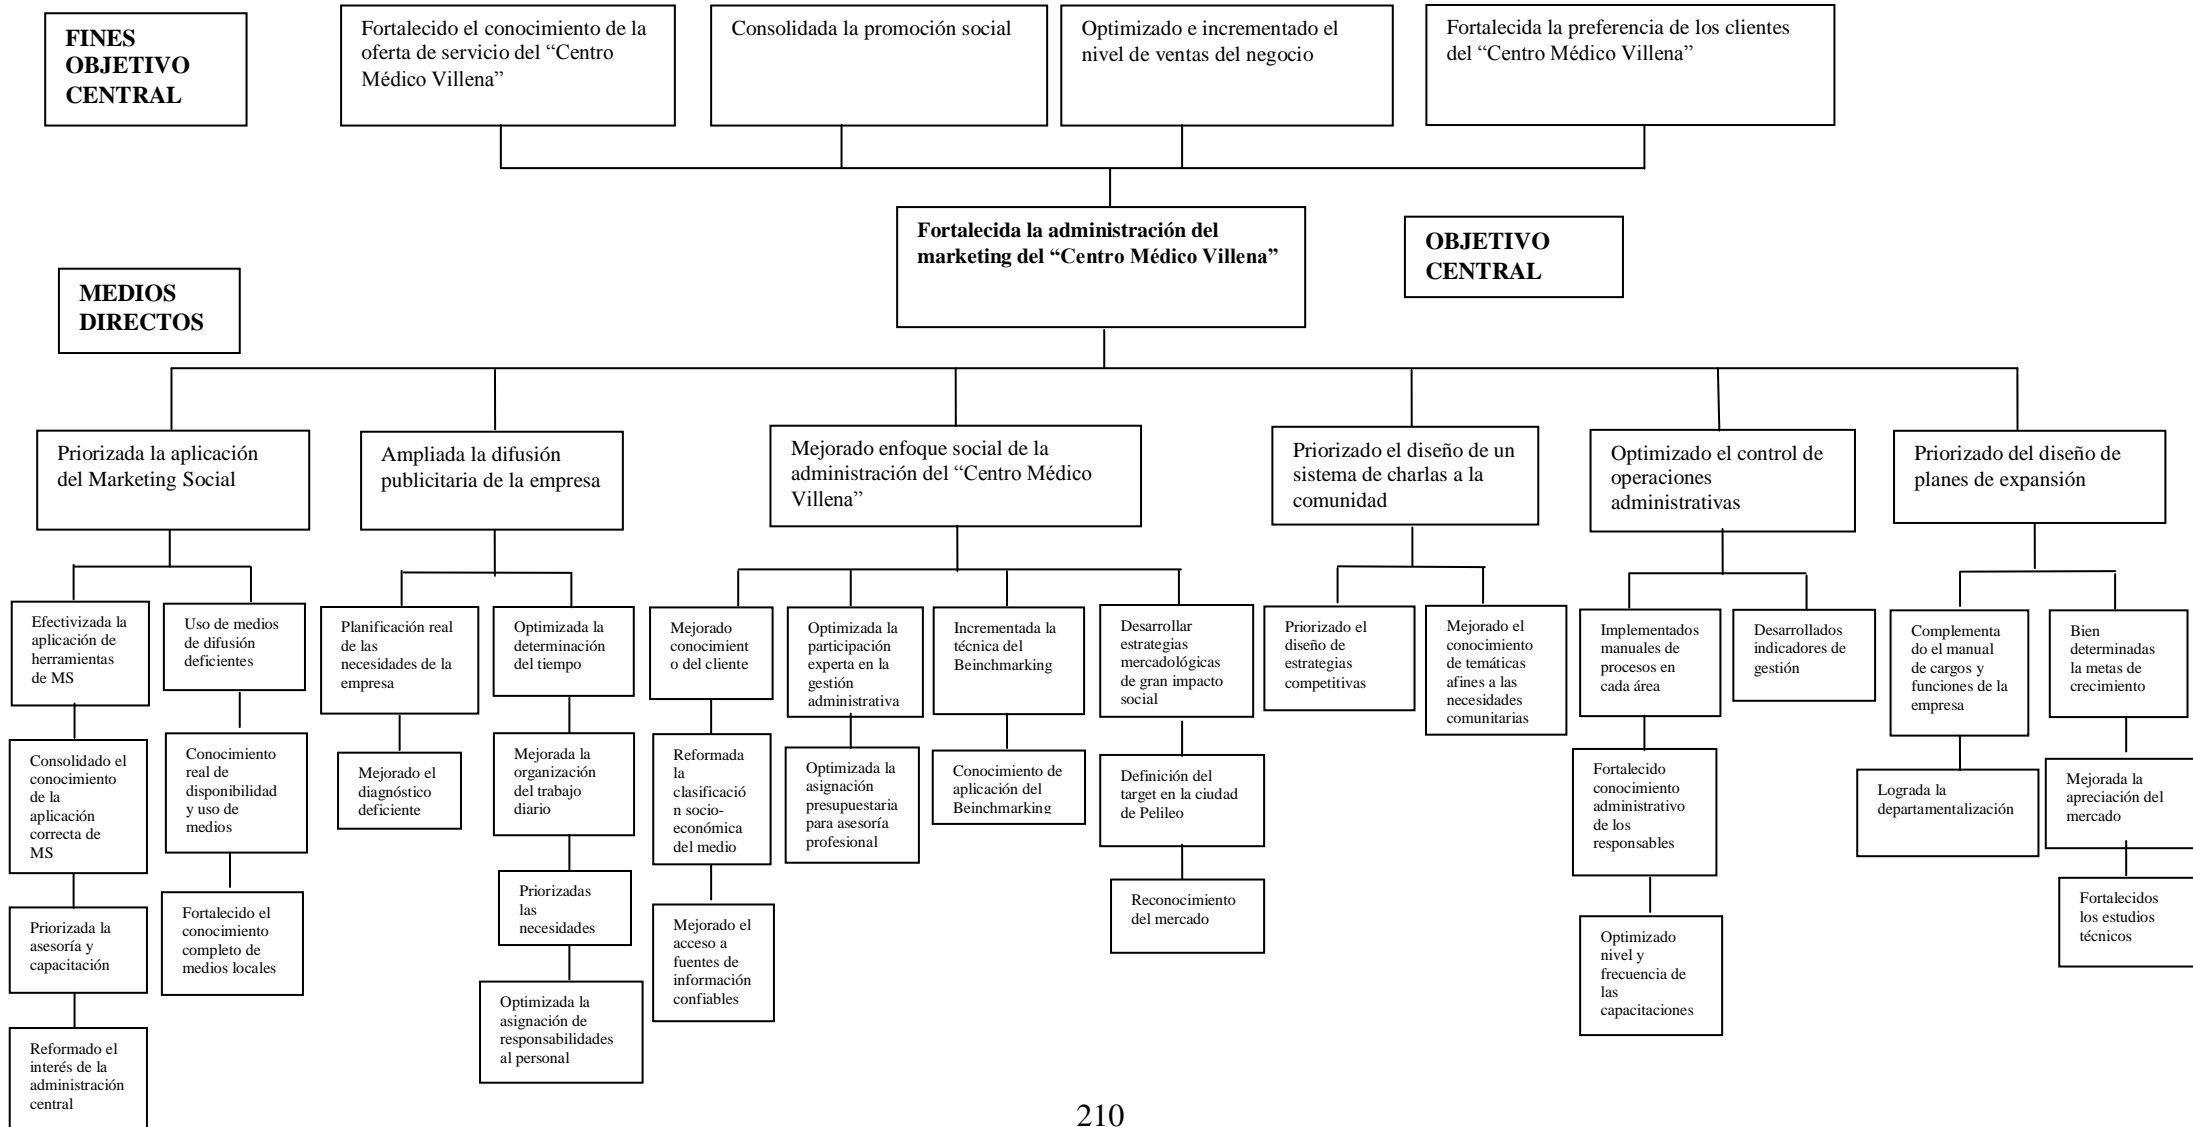 FINES
OBJETIVO
CENTRAL
Fortalecido el conocimiento de la
oferta de servicio del “Centro
Médico Villena”
Consolidada la promoción social
Optimizado e incrementado el
nivel de ventas del negocio
Fortalecida la preferencia de los clientes
del “Centro Médico Villena”
Fortalecida la administración del
marketing del “Centro Médico Villena”
OBJETIVO
CENTRAL
MEDIOS
DIRECTOS
Priorizada la aplicación
del Marketing Social
Ampliada la difusión
publicitaria de la empresa
Mejorado enfoque social de la
administración del “Centro Médico
Villena”
Priorizado el diseño de un
sistema de charlas a la
comunidad
Optimizado el control de
operaciones
administrativas
Priorizado del diseño de
planes de expansión
Efectivizada la
aplicación de
herramientas
de MS
Uso de medios
de difusión
deficientes
Planificación real
de las
necesidades de la
empresa
Optimizada la
determinación
del tiempo
Mejorado
conocimient
o del cliente
Optimizada la
participación
experta en la
gestión
administrativa
Incrementada la
técnica del
Beinchmarking
Desarrollar
estrategias
mercadológicas
de gran impacto
social
Priorizado el
diseño de
estrategias
competitivas
Mejorado el
conocimiento
de temáticas
afines a las
necesidades
comunitarias
Implementados
manuales de
procesos en
cada área
Desarrollados
indicadores de
gestión
Complementa
do el manual
de cargos y
funciones de la
empresa
Bien
determinadas
la metas de
crecimiento
Consolidado el
conocimiento
de la
aplicación
correcta de
MS
Conocimiento
real de
disponibilidad
y uso de
medios
Mejorado el
diagnóstico
deficiente
Mejorada la
organización
del trabajo
diario
Reformada
la
clasificació
n socio-
económica
del medio
Optimizada la
asignación
presupuestaria
para asesoría
profesional
Conocimiento de
aplicación del
Beinchmarking
Definición del
target en la ciudad
de Pelileo
Fortalecido
conocimiento
administrativo
de los
responsables
Lograda la
departamentalización
Mejorada la
apreciación del
mercado
Priorizada la
asesoría y
capacitación
Fortalecido el
conocimiento
completo de
medios locales
Priorizadas
las
necesidades
Mejorado el
acceso a
fuentes de
información
confiables
Reconocimiento
del mercado
Optimizado
nivel y
frecuencia de
las
capacitaciones
Fortalecidos
los estudios
técnicos
Reformado el
interés de la
administración
central
Optimizada la
asignación de
responsabilidades
al personal
210